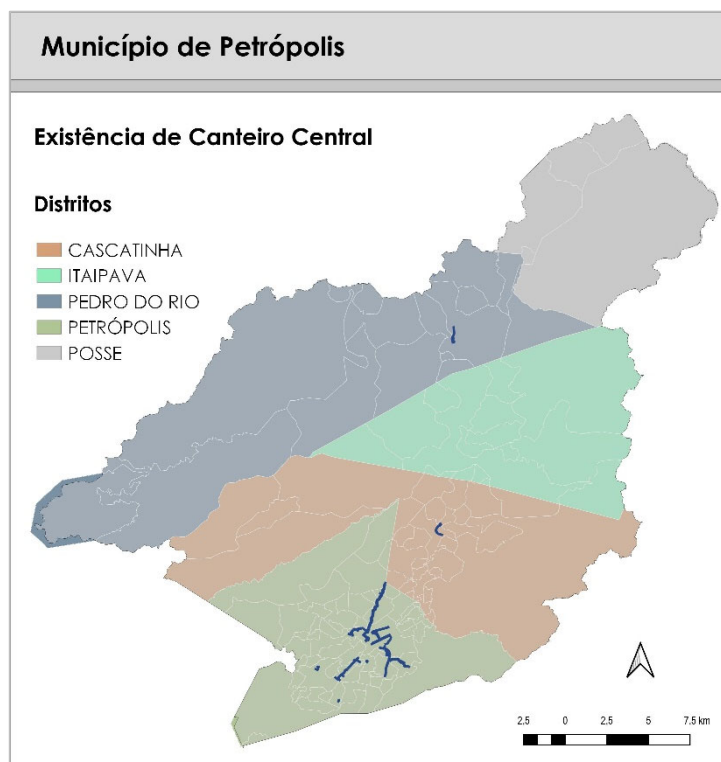 Município de Petrópolis
Existência de Canteiro Central
Distritos
CASCATINHA
ITAIPAVA
PEDRO DO RIO
PETRÓPOLIS
POSSE
2.5 0 2.5 5 7.5 km